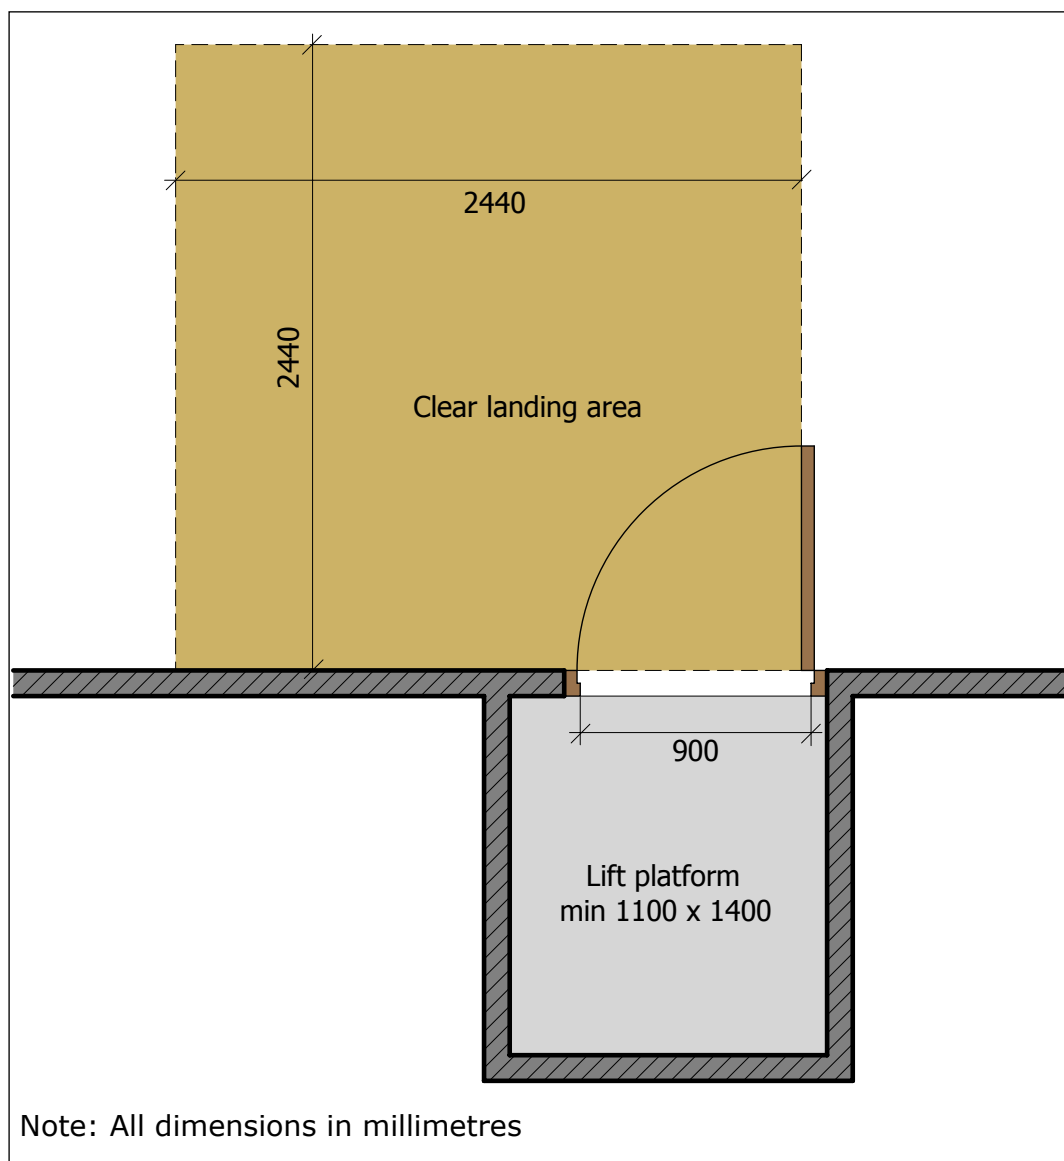 2440
2440
Clear landing area
900
Lift platform
min 1100 x 1400
Note: All dimensions in millimetres